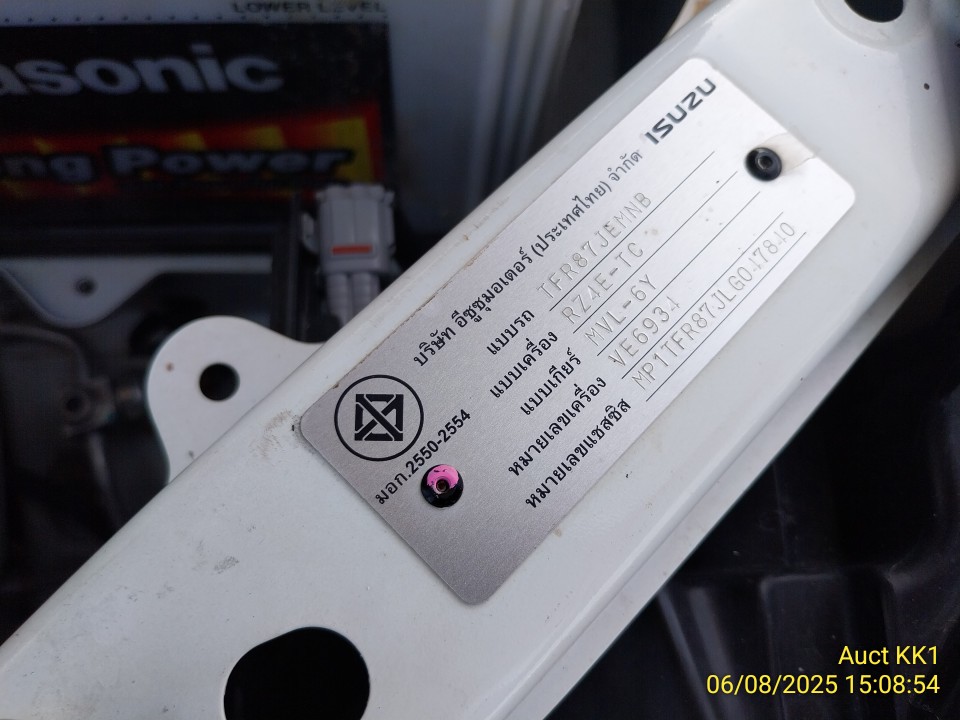 LOWER LEVEL
asonic
ng Power
ISUZU
บริษัท อีซูซุมอเตอร์ (ประเทศไทย) จำกัด
แบบรถ TFR87JEMNB
แบบเครื่อง RZ4E-TC
แบบเกียร์ MVL-6Y
หมายเลขเครื่อง VE6934
หมายเลขแชสซิส MP1TFR87JLG047840
มอก.2550-2554
Auct KK1
06/08/2025 15:08:54